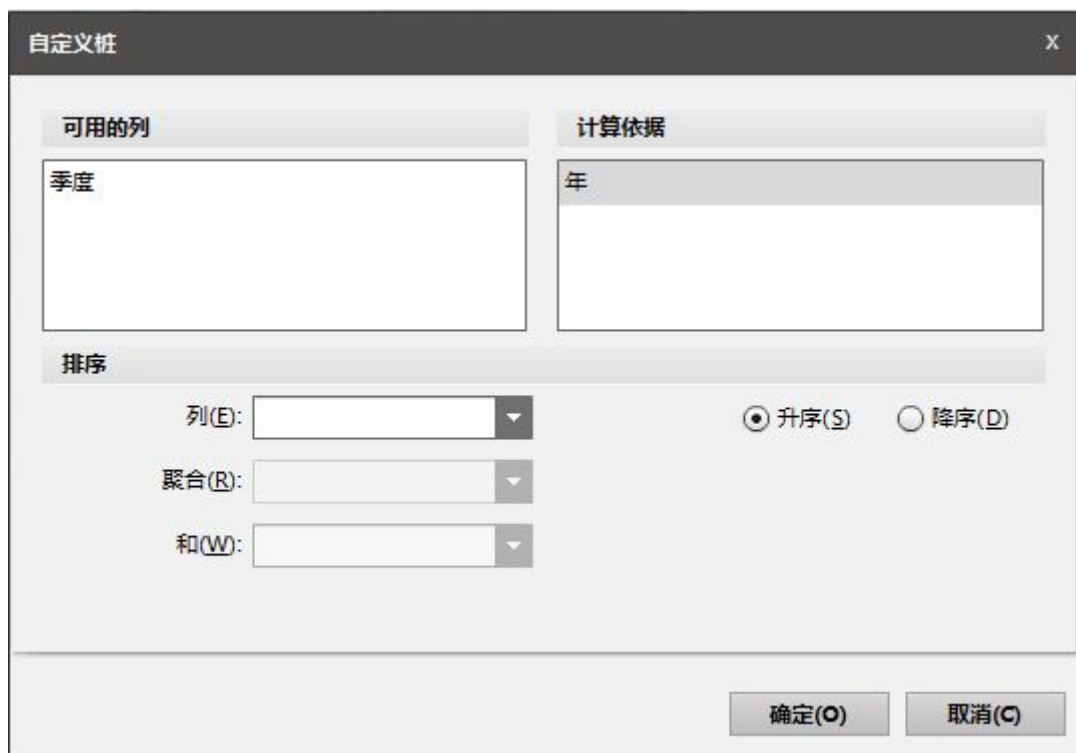 自定义桩 x
可用的列 计算依据
季度 年
排序
列(E): 升序(S) 降序(D)
聚合(R):
和(W):
确定(O) 取消(C)